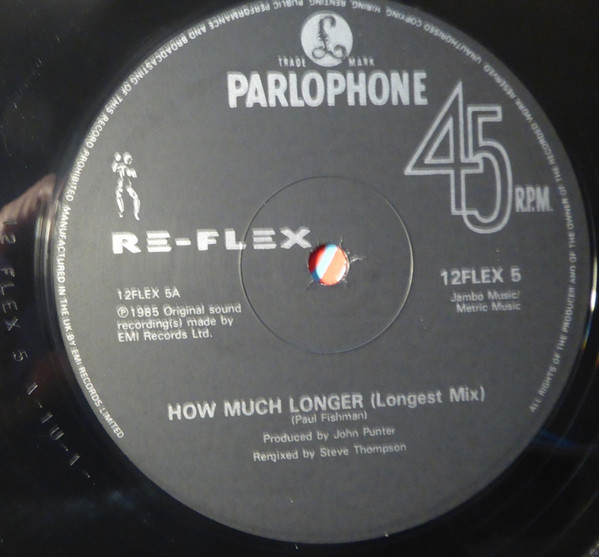 TRADE MARK
PARLOPHONE
45
R.P.M.
RE-FLEX
12FLEX 5A
℗1985 Original sound
recording(s) made by
EMI Records Ltd.
12FLEX 5
Jambo Music/
Metric Music
HOW MUCH LONGER (Longest Mix)
(Paul Fishman)
Produced by John Punter
Remixed by Steve Thompson
ALL RIGHTS OF THE PRODUCER AND OF THE OWNER OF THE RECORDED WORK RESERVED. UNAUTHORISED COPYING, HIRING, RENTING, PUBLIC PERFORMANCE AND BROADCASTING OF THIS RECORD PROHIBITED. MANUFACTURED IN THE UK BY EMI RECORDS LIMITED
12 FLEX 5 A-1U-1-